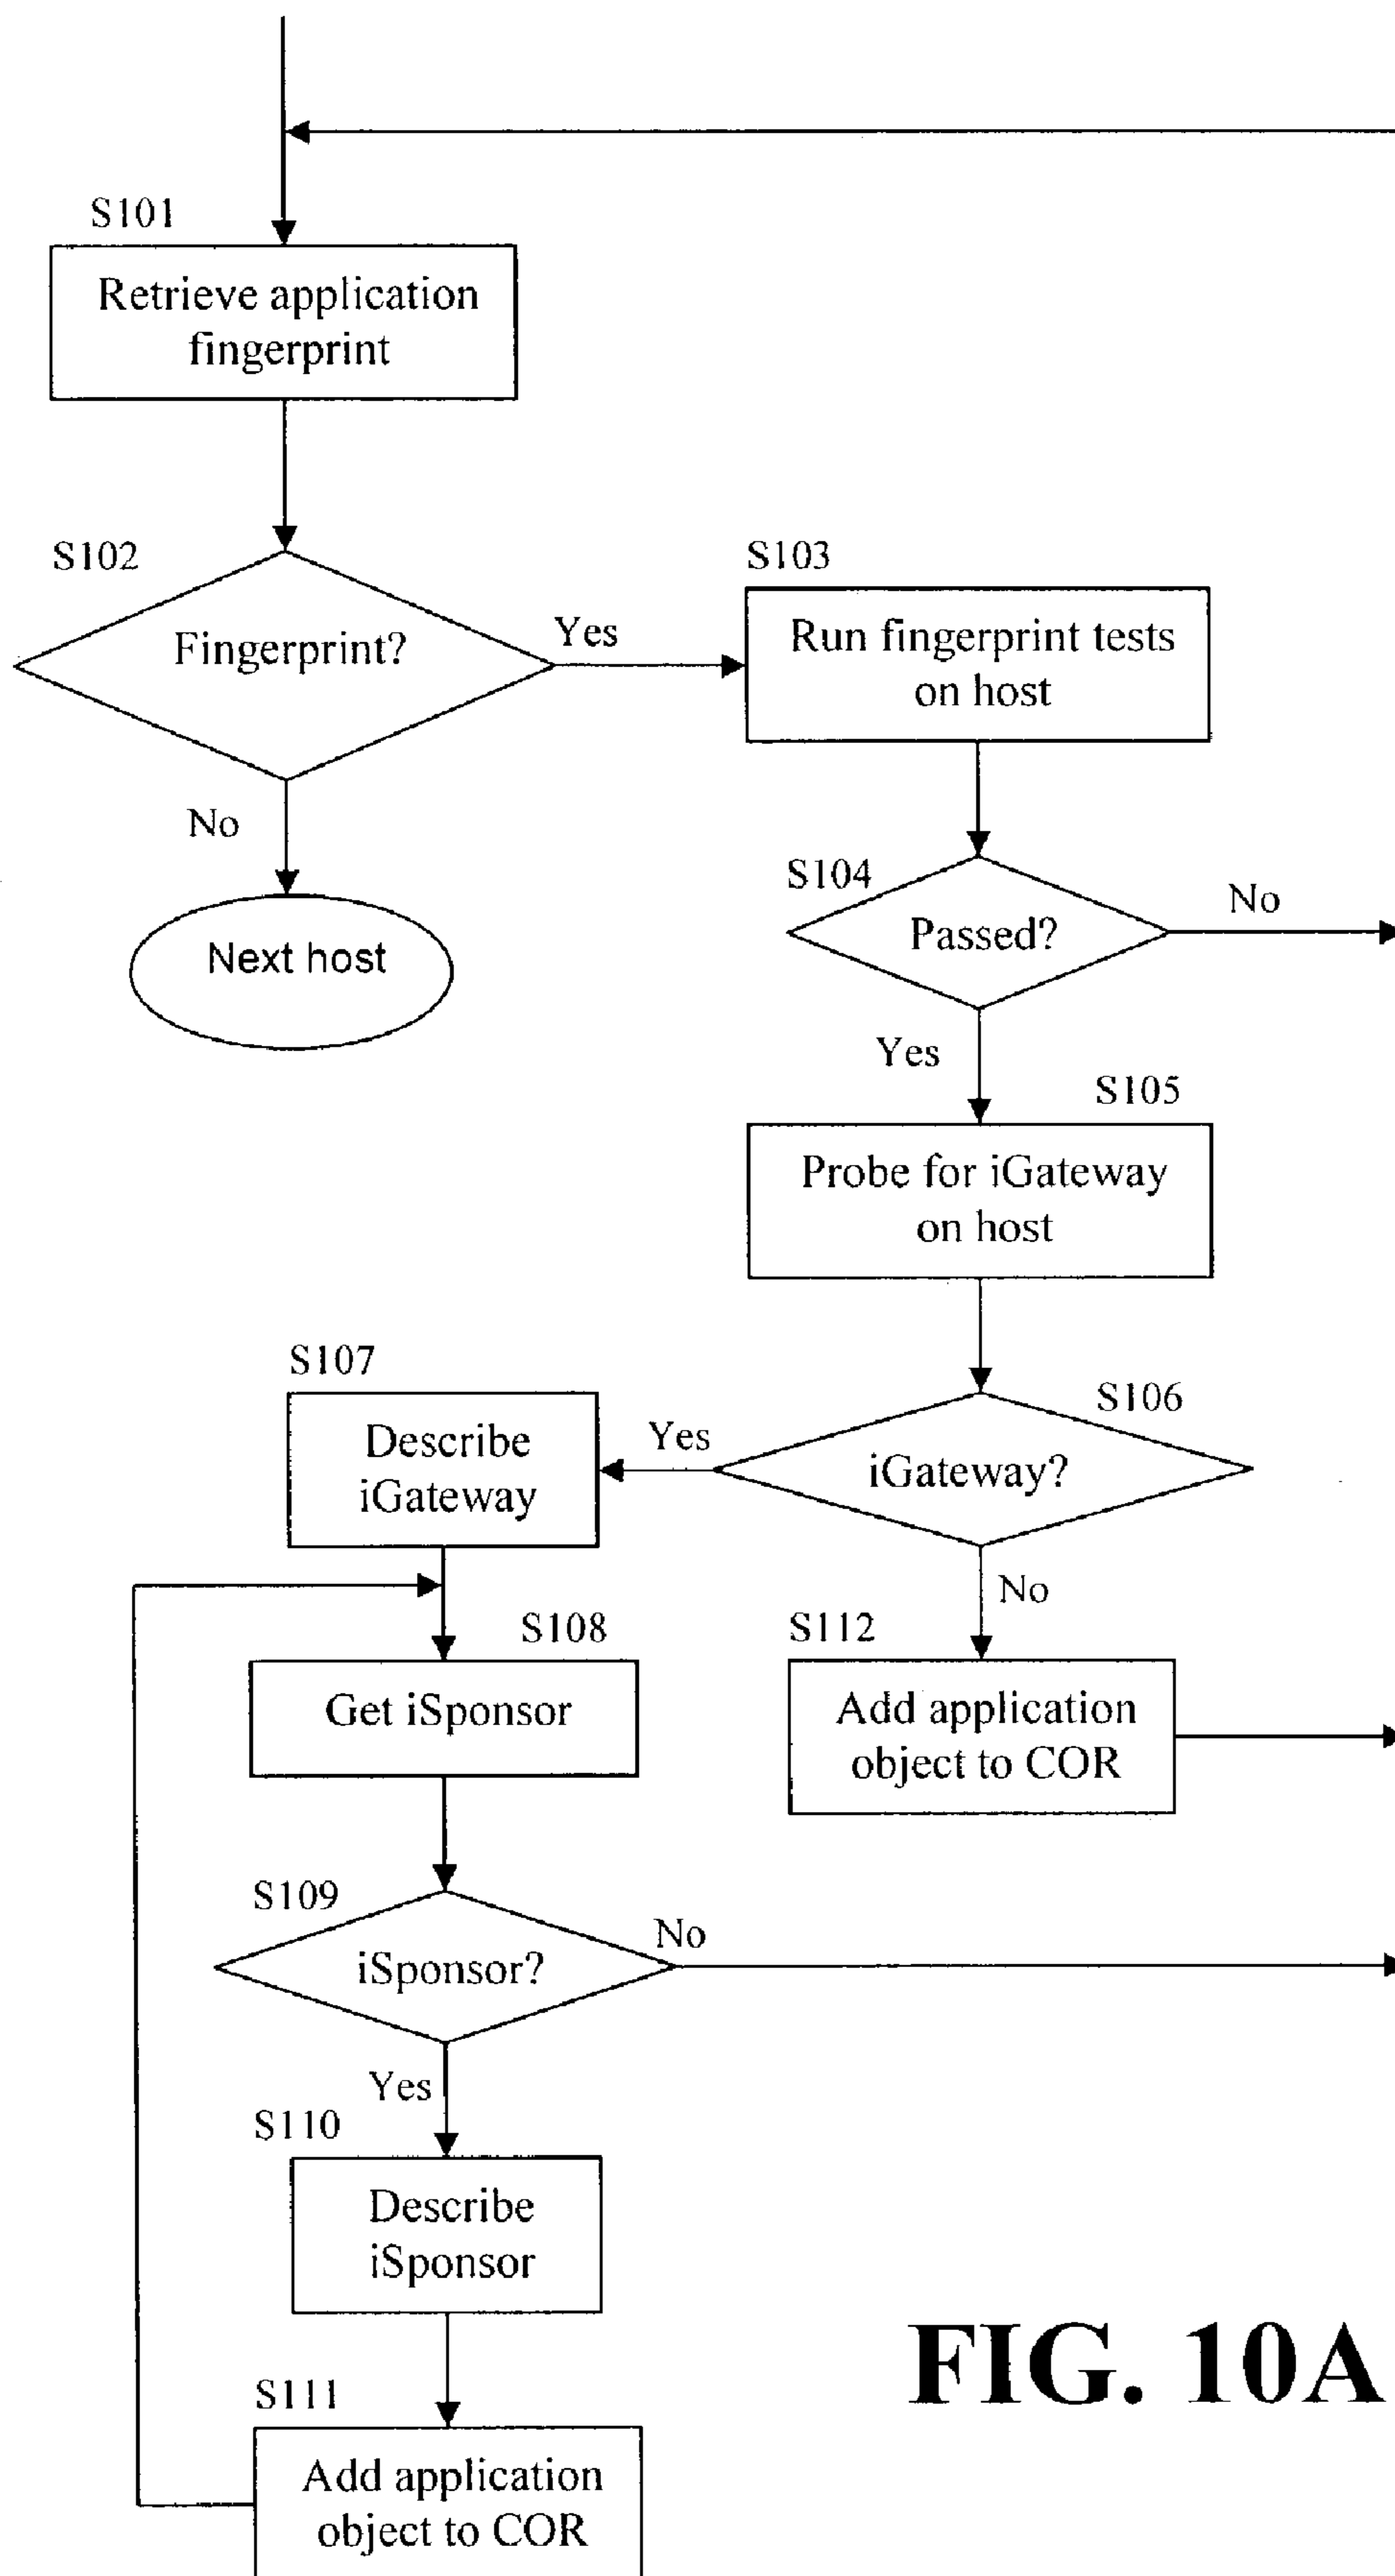 S101
Retrieve application
fingerprint
S102
Fingerprint?
Yes
No
Next host
S103
Run fingerprint tests
on host
S104
Passed?
No
Yes
S105
Probe for iGateway
on host
S106
iGateway?
Yes
No
S107
Describe
iGateway
S108
Get iSponsor
S112
Add application
object to COR
S109
iSponsor?
No
Yes
S110
Describe
iSponsor
S111
Add application
object to COR
FIG. 10A